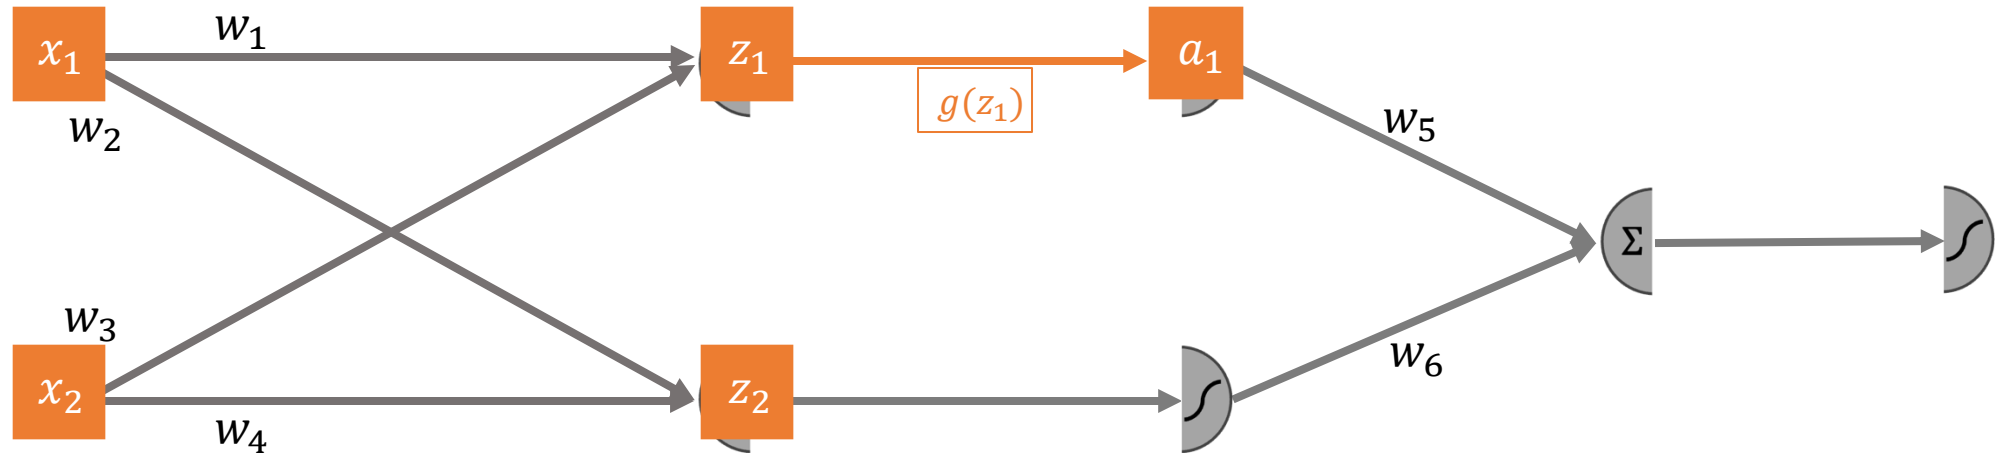 x₁
w₁
z₁
g(z₁)
a₁
w₂
w₅
Σ
w₃
w₆
x₂
w₄
z₂